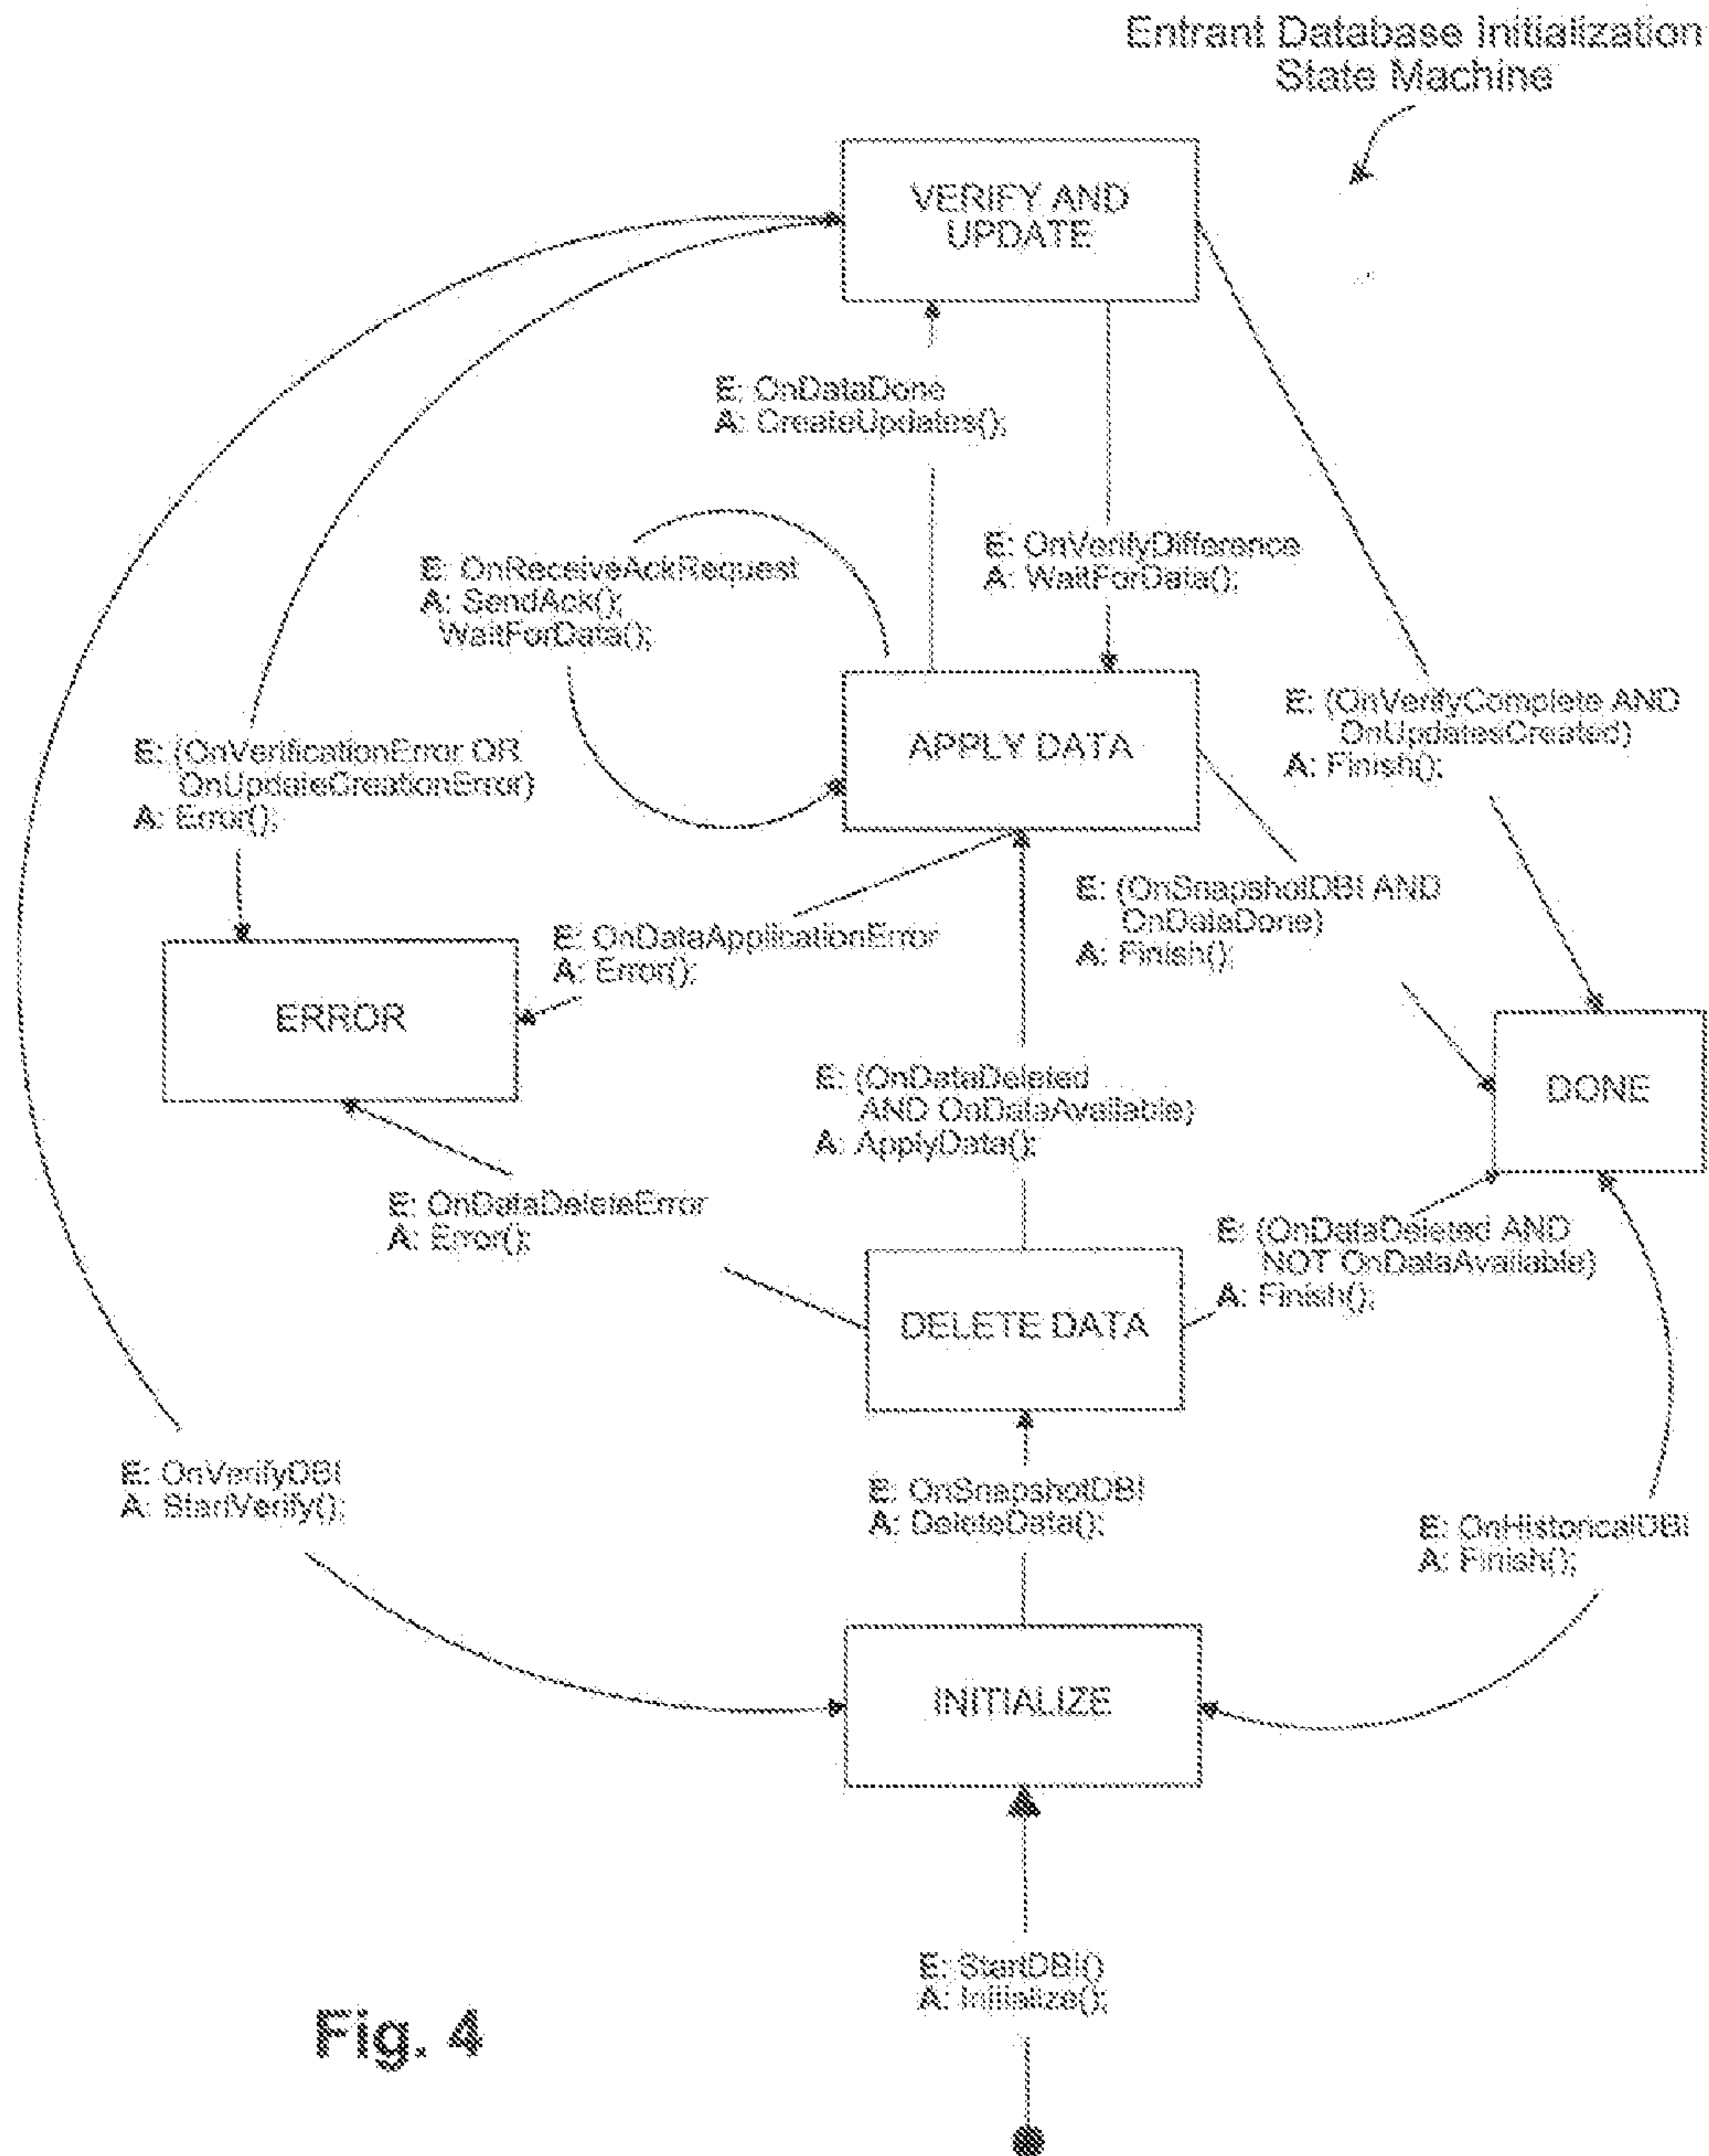 Entrant Database Initialization
State Machine
VERIFY AND
UPDATE
E: OnDataDone
A: CreateUpdates();
E: OnReceiveAckRequest
A: SendAck();
WaitForData();
E: OnVerifyDifference
A: WaitForData();
E: (OnVerifyComplete AND
OnUpdatesCreated)
A: Finish();
E: (OnVerificationError OR
OnUpdateCreationError)
A: Error();
APPLY DATA
E: (OnSnapshotDBI AND
OnDataDone)
A: Finish();
E: OnDataApplicationError
A: Error();
ERROR
E: (OnDataDeleted
AND OnDataAvailable)
A: ApplyData();
DONE
E: OnDataDeleteError
A: Error();
E: (OnDataDeleted AND
NOT OnDataAvailable)
A: Finish();
DELETE DATA
E: OnVerifyDBI
A: StartVerify();
E: OnSnapshotDBI
A: DeleteData();
E: OnHistoricalDBI
A: Finish();
INITIALIZE
E: StartDBI()
A: Initialize();
Fig. 4